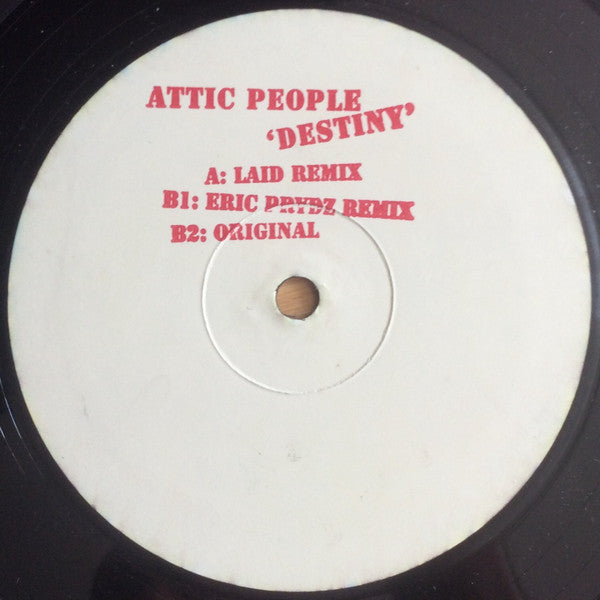 ATTIC PEOPLE
'DESTINY'
A: LAID REMIX
B1: ERIC PRYDZ REMIX
B2: ORIGINAL